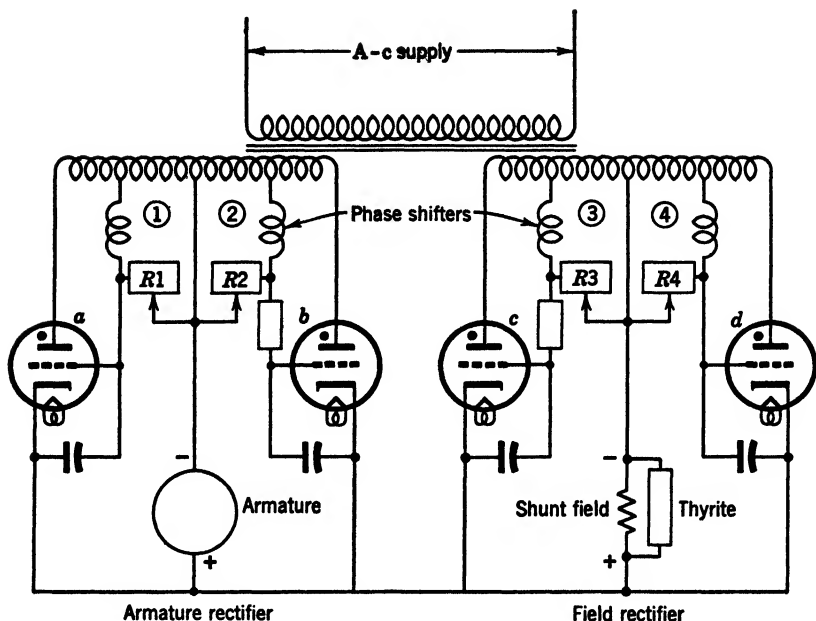 A-c supply
① ② Phase shifters ③ ④
R1 R2 R3 R4
a b c d
- -
Armature Shunt field Thyrite
+ +
Armature rectifier Field rectifier